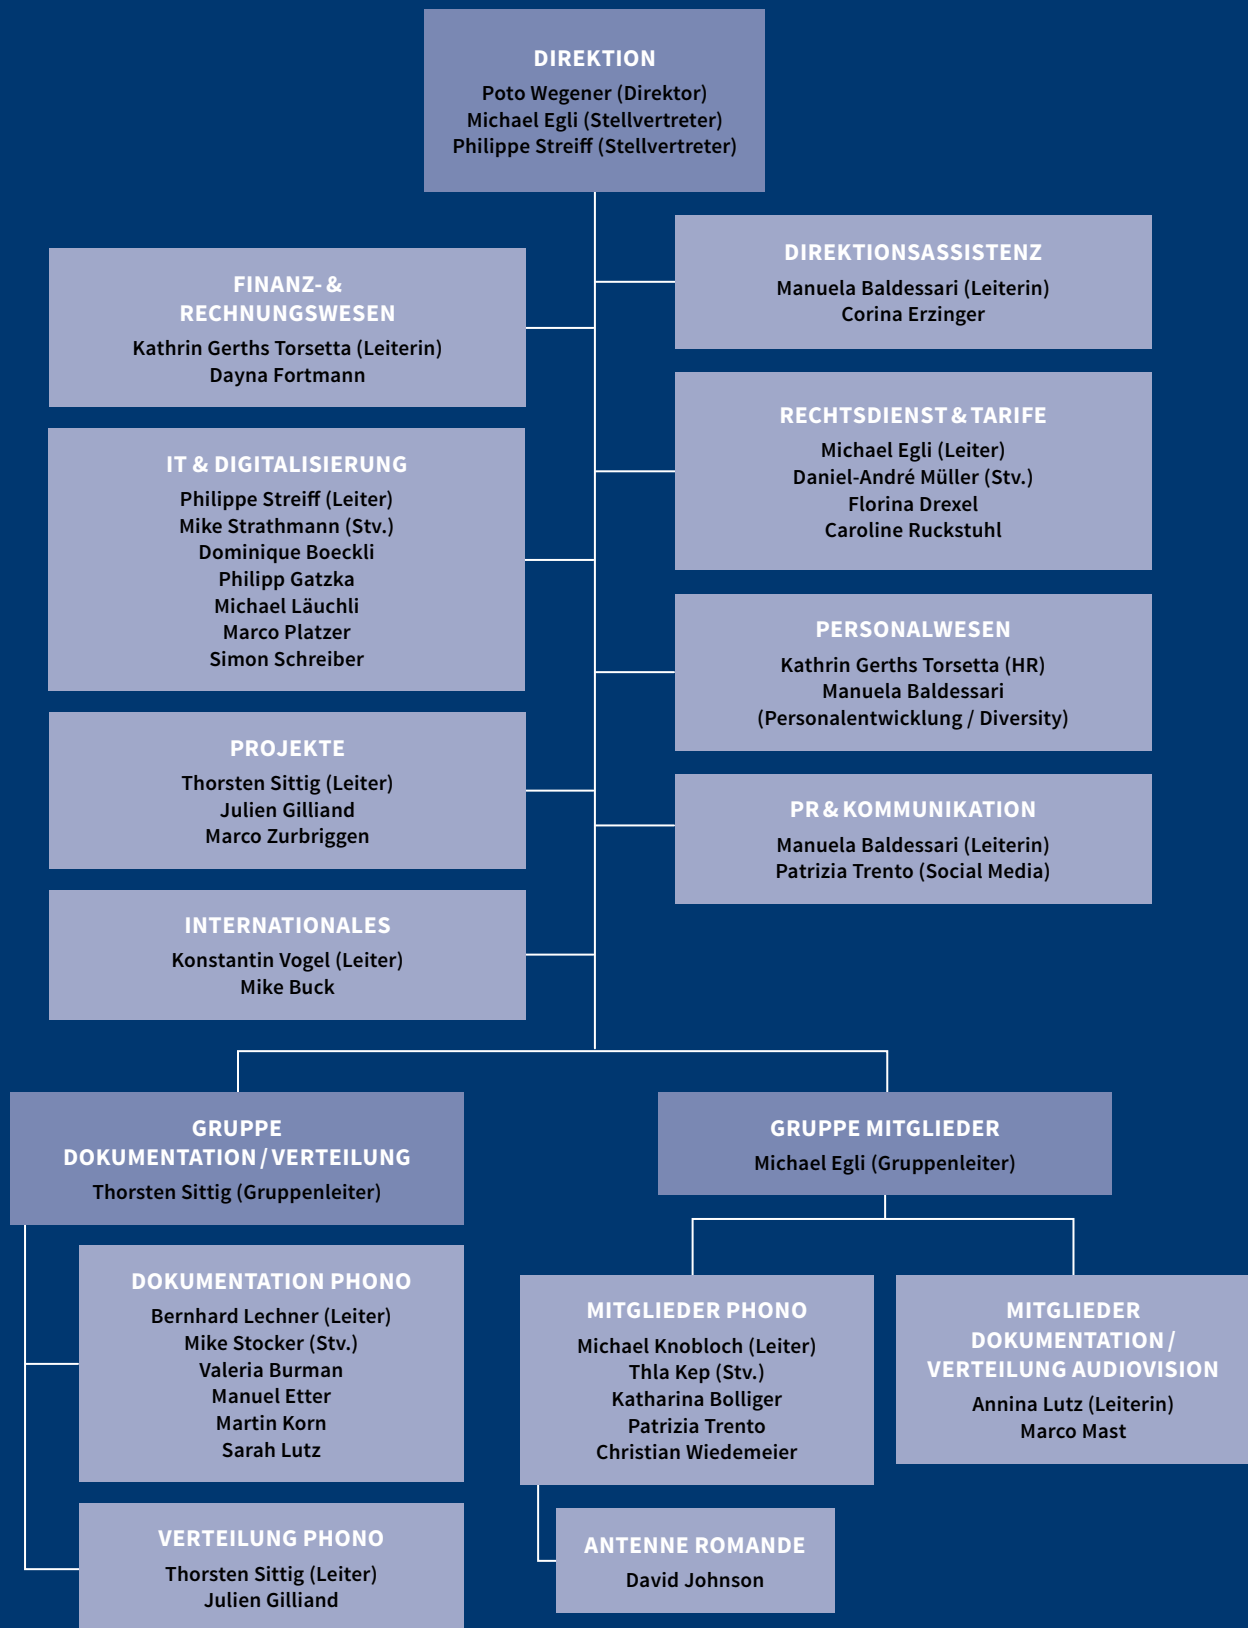 DIREKTION
Poto Wegener (Direktor)
Michael Egli (Stellvertreter)
Philippe Streiff (Stellvertreter)
FINANZ- &
RECHNUNGSWESEN
Kathrin Gerths Torsetta (Leiterin)
Dayna Fortmann
IT & DIGITALISIERUNG
Philippe Streiff (Leiter)
Mike Strathmann (Stv.)
Dominique Boeckli
Philipp Gatzka
Michael Läuchli
Marco Platzer
Simon Schreiber
PROJEKTE
Thorsten Sittig (Leiter)
Julien Gilliand
Marco Zurbriggen
INTERNATIONALES
Konstantin Vogel (Leiter)
Mike Buck
DIREKTIONSASSISTENZ
Manuela Baldessari (Leiterin)
Corina Erzinger
RECHTSDIENST & TARIFE
Michael Egli (Leiter)
Daniel-André Müller (Stv.)
Florina Drexel
Caroline Ruckstuhl
PERSONALWESEN
Kathrin Gerths Torsetta (HR)
Manuela Baldessari
(Personalentwicklung / Diversity)
PR & KOMMUNIKATION
Manuela Baldessari (Leiterin)
Patrizia Trento (Social Media)
GRUPPE
DOKUMENTATION / VERTEILUNG
Thorsten Sittig (Gruppenleiter)
DOKUMENTATION PHONO
Bernhard Lechner (Leiter)
Mike Stocker (Stv.)
Valeria Burman
Manuel Etter
Martin Korn
Sarah Lutz
VERTEILUNG PHONO
Thorsten Sittig (Leiter)
Julien Gilliand
GRUPPE MITGLIEDER
Michael Egli (Gruppenleiter)
MITGLIEDER PHONO
Michael Knobloch (Leiter)
Thla Kep (Stv.)
Katharina Bolliger
Patrizia Trento
Christian Wiedemeier
ANTENNE ROMANDE
David Johnson
MITGLIEDER
DOKUMENTATION /
VERTEILUNG AUDIOVISION
Annina Lutz (Leiterin)
Marco Mast